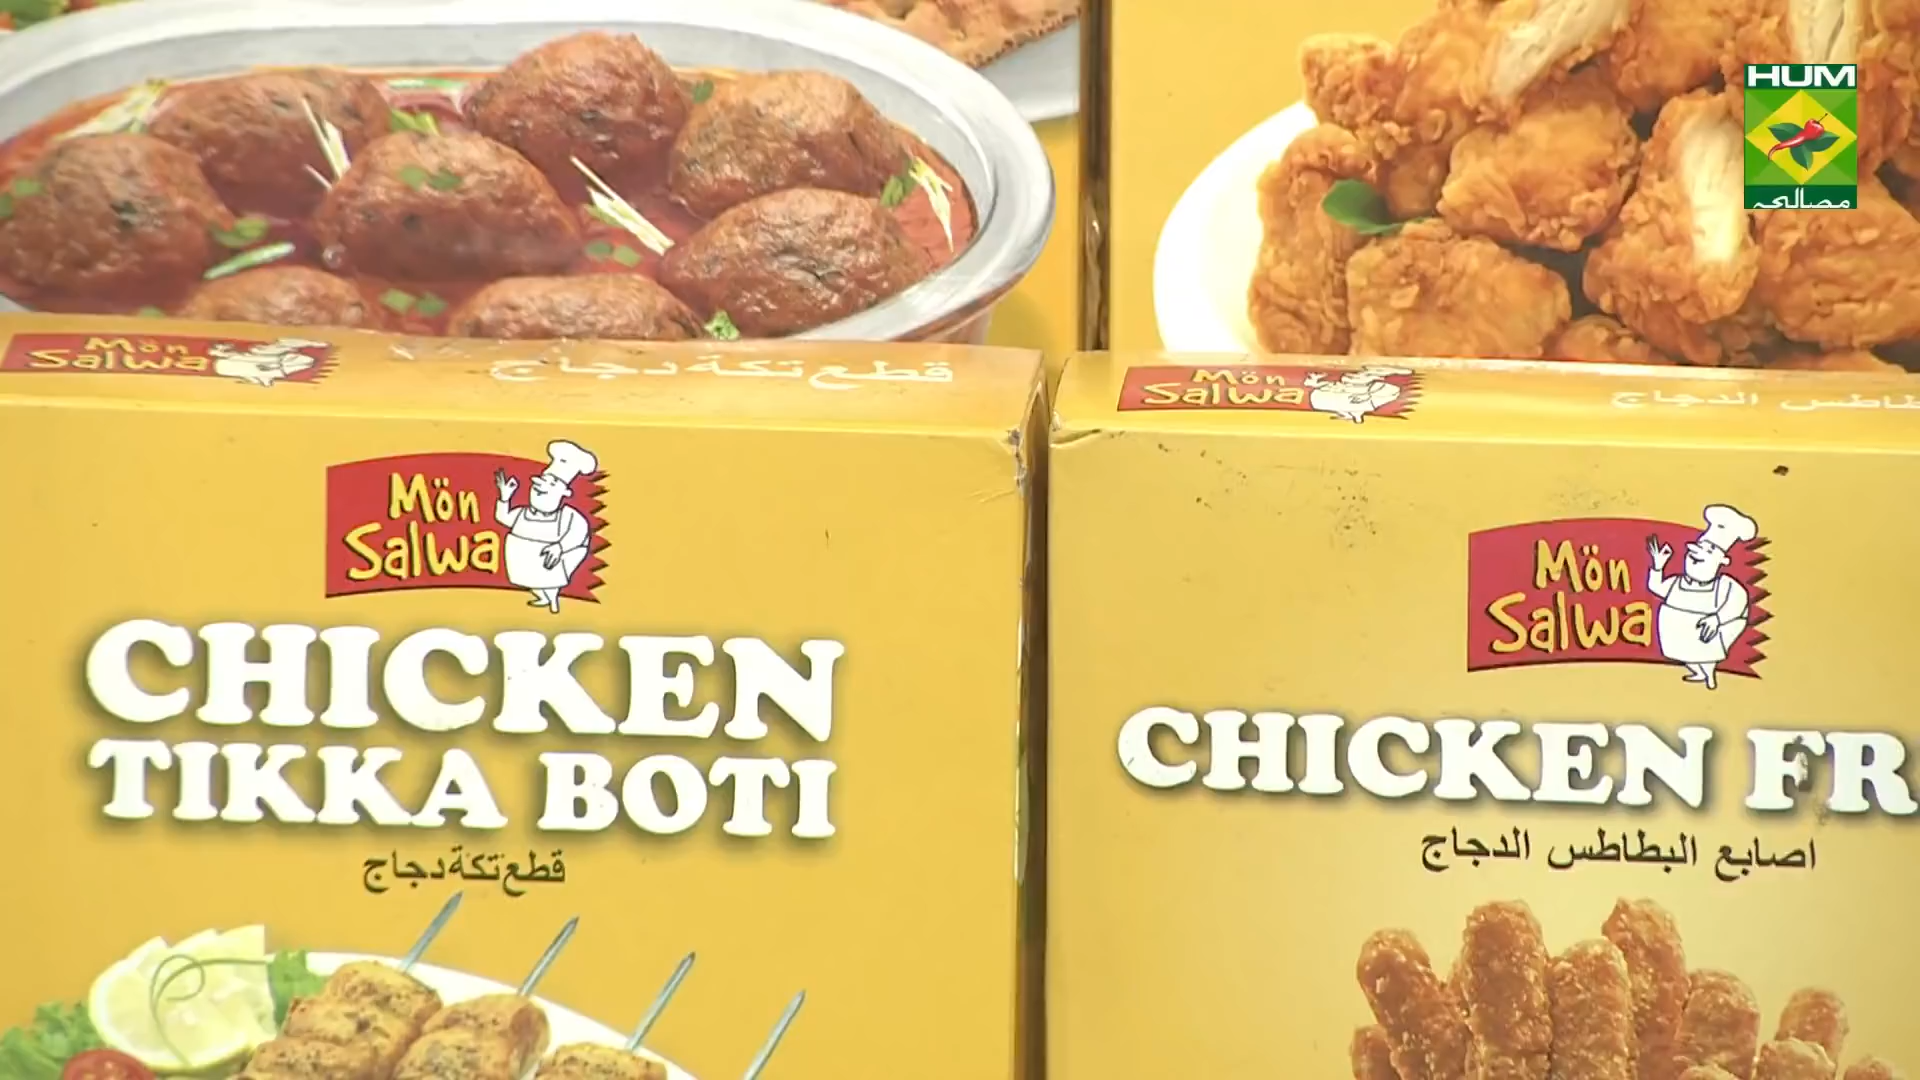 HUM
مصالحہ
Mön
Salwa
قطع تكة دجاج
Mön
Salwa
البطاطس الدجاج
Mön
Salwa
CHICKEN
TIKKA BOTI
قطع تكة دجاج
Mön
Salwa
CHICKEN FR
اصابع البطاطس الدجاج